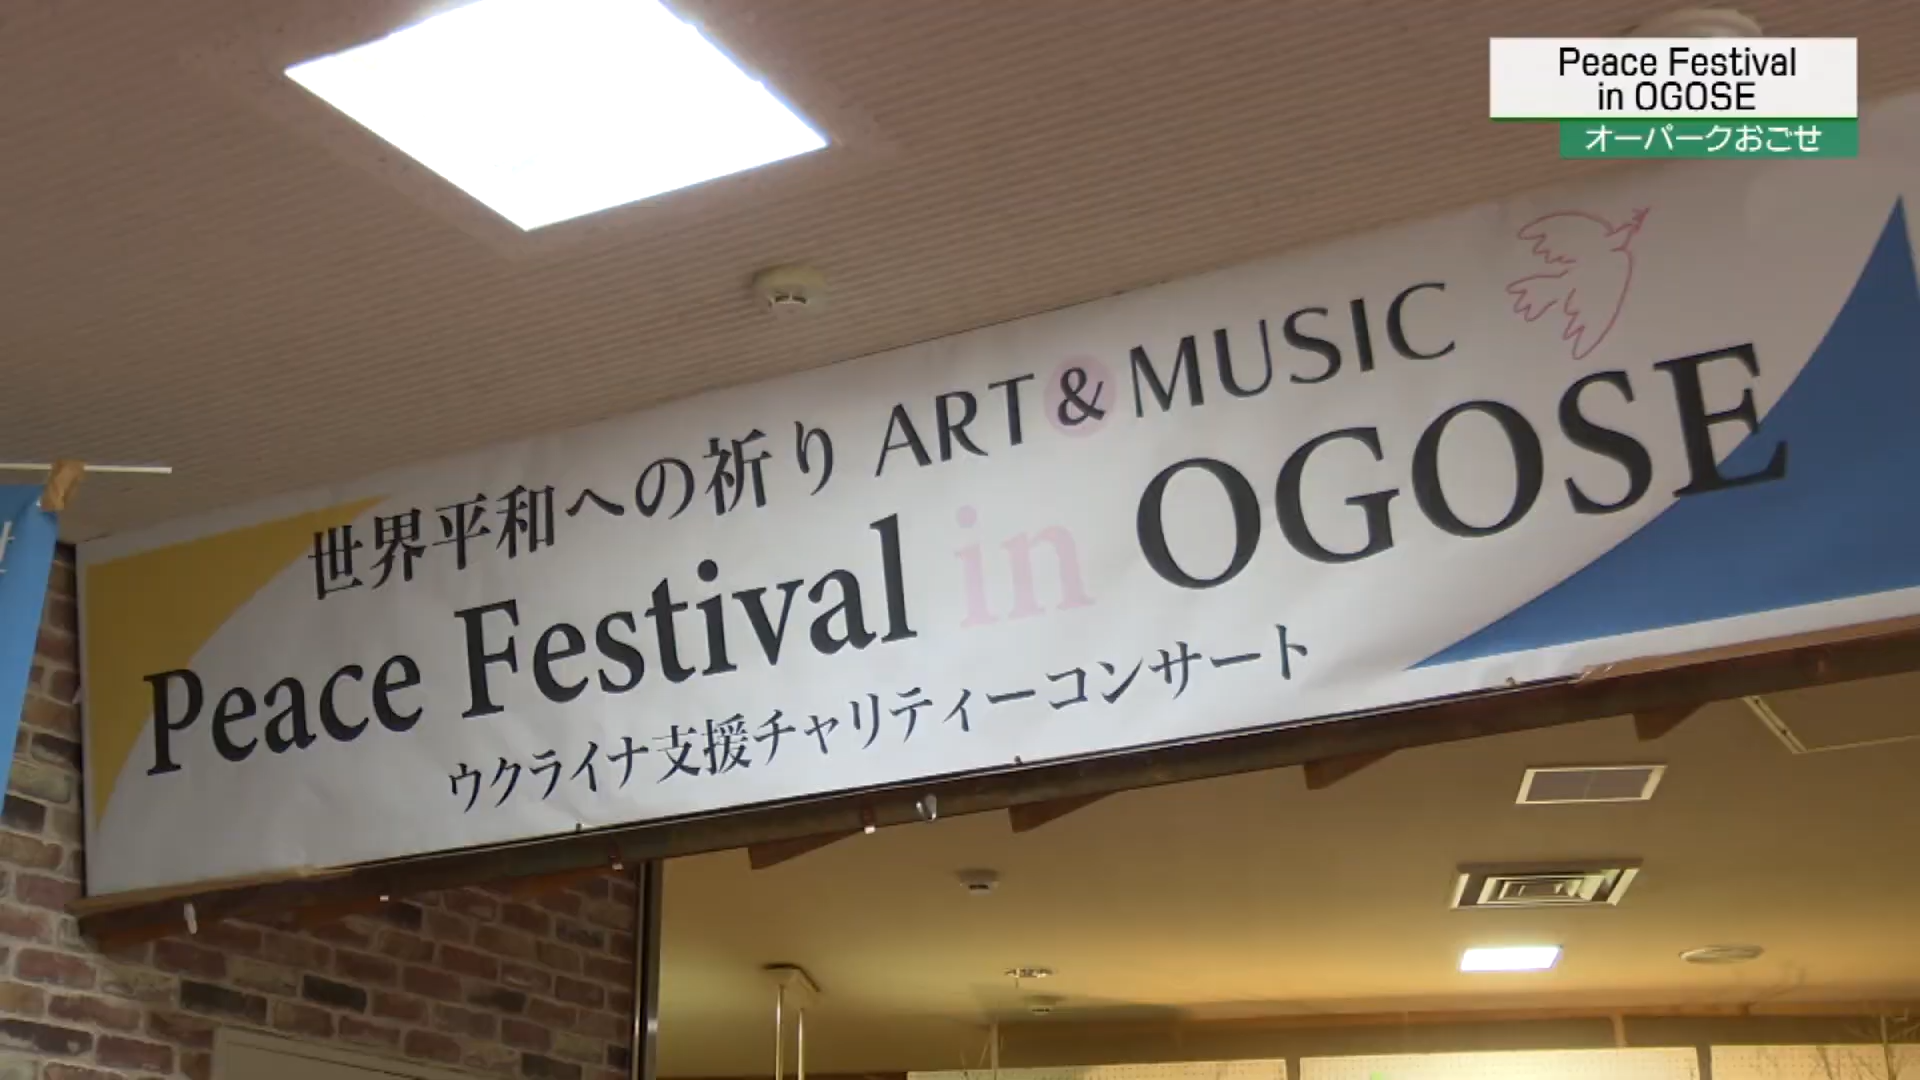 Peace Festival
in OGOSE
オーパークおごせ
世界平和への祈り ART & MUSIC
Peace Festival in OGOSE
ウクライナ支援チャリティーコンサート